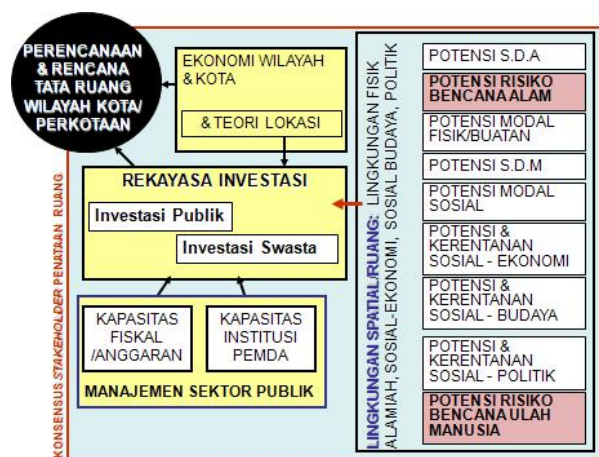 PERENCANAAN
& RENCANA
TATA RUANG
WILAYAH KOTA/
PERKOTAAN
EKONOMI WILAYAH
& KOTA
& TEORI LOKASI
REKAYASA INVESTASI
Investasi Publik
Investasi Swasta
KAPASITAS
FISKAL
/ANGGARAN
KAPASITAS
INSTITUSI
PEMDA
MANAJEMEN SEKTOR PUBLIK
KONSENSUS STAKEHOLDER PENATAAN RUANG
LINGKUNGAN SPATIAL/RUANG: LINGKUNGAN FISIK
ALAMIAH, SOSIAL-EKONOMI, SOSIAL BUDAYA, POLITIK
POTENSI S.D.A
POTENSI RISIKO
BENCANA ALAM
POTENSI MODAL
FISIK/BUATAN
POTENSI S.D.M
POTENSI MODAL
SOSIAL
POTENSI &
KERENTANAN
SOSIAL - EKONOMI
POTENSI &
KERENTANAN
SOSIAL - BUDAYA
POTENSI &
KERENTANAN
SOSIAL - POLITIK
POTENSI RISIKO
BENCANA ULAH
MANUSIA